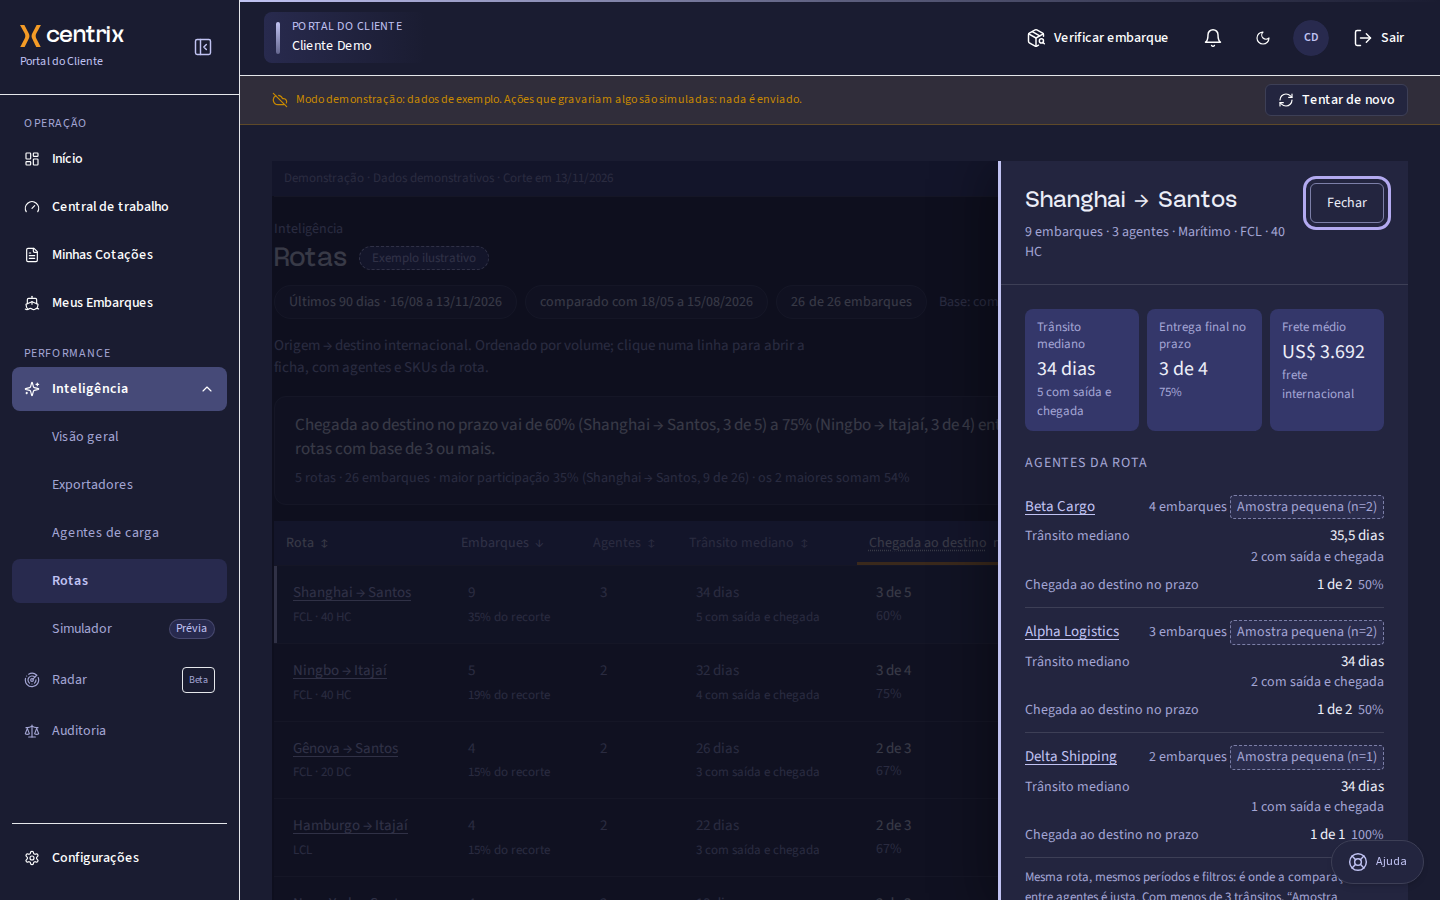 centrix
Portal do Cliente
OPERAÇÃO
Início
Central de trabalho
Minhas Cotações
Meus Embarques
PERFORMANCE
Inteligência
Visão geral
Exportadores
Agentes de carga
Rotas
Simulador Prévia
Radar Beta
Auditoria
Configurações
PORTAL DO CLIENTE
Cliente Demo
Verificar embarque
CD
Sair
Modo demonstração: dados de exemplo. Ações que gravariam algo são simuladas: nada é enviado.
Tentar de novo
Demonstração · Dados demonstrativos · Corte em 13/11/2026
Inteligência
Rotas Exemplo ilustrativo
Últimos 90 dias · 16/08 a 13/11/2026 comparado com 18/05 a 15/08/2026 26 de 26 embarques Base: com
Origem → destino internacional. Ordenado por volume; clique numa linha para abrir a
ficha, com agentes e SKUs da rota.
Chegada ao destino no prazo vai de 60% (Shanghai → Santos, 3 de 5) a 75% (Ningbo → Itajaí, 3 de 4) ent
rotas com base de 3 ou mais.
5 rotas · 26 embarques · maior participação 35% (Shanghai → Santos, 9 de 26) · os 2 maiores somam 54%
Rota ↕ Embarques ↓ Agentes ↕ Trânsito mediano ↕ Chegada ao destino
Shanghai → Santos 9 3 34 dias 3 de 5
FCL · 40 HC 35% do recorte 5 com saída e chegada 60%
Ningbo → Itajaí 5 2 32 dias 3 de 4
FCL · 40 HC 19% do recorte 4 com saída e chegada 75%
Gênova → Santos 4 2 26 dias 2 de 3
FCL · 20 DC 15% do recorte 3 com saída e chegada 67%
Hamburgo → Itajaí 4 2 22 dias 2 de 3
LCL 15% do recorte 3 com saída e chegada 67%
Shanghai → Santos
Fechar
9 embarques · 3 agentes · Marítimo · FCL · 40
HC
Trânsito
mediano
34 dias
5 com saída e
chegada
Entrega final no
prazo
3 de 4
75%
Frete médio
US$ 3.692
frete
internacional
AGENTES DA ROTA
Beta Cargo 4 embarques Amostra pequena (n=2)
Trânsito mediano 35,5 dias
2 com saída e chegada
Chegada ao destino no prazo 1 de 2 50%
Alpha Logistics 3 embarques Amostra pequena (n=2)
Trânsito mediano 34 dias
2 com saída e chegada
Chegada ao destino no prazo 1 de 2 50%
Delta Shipping 2 embarques Amostra pequena (n=1)
Trânsito mediano 34 dias
1 com saída e chegada
Chegada ao destino no prazo 1 de 1 100%
Mesma rota, mesmos períodos e filtros: é onde a compara
entre agentes é justa. Com menos de 3 trânsitos, "Amostra
Ajuda